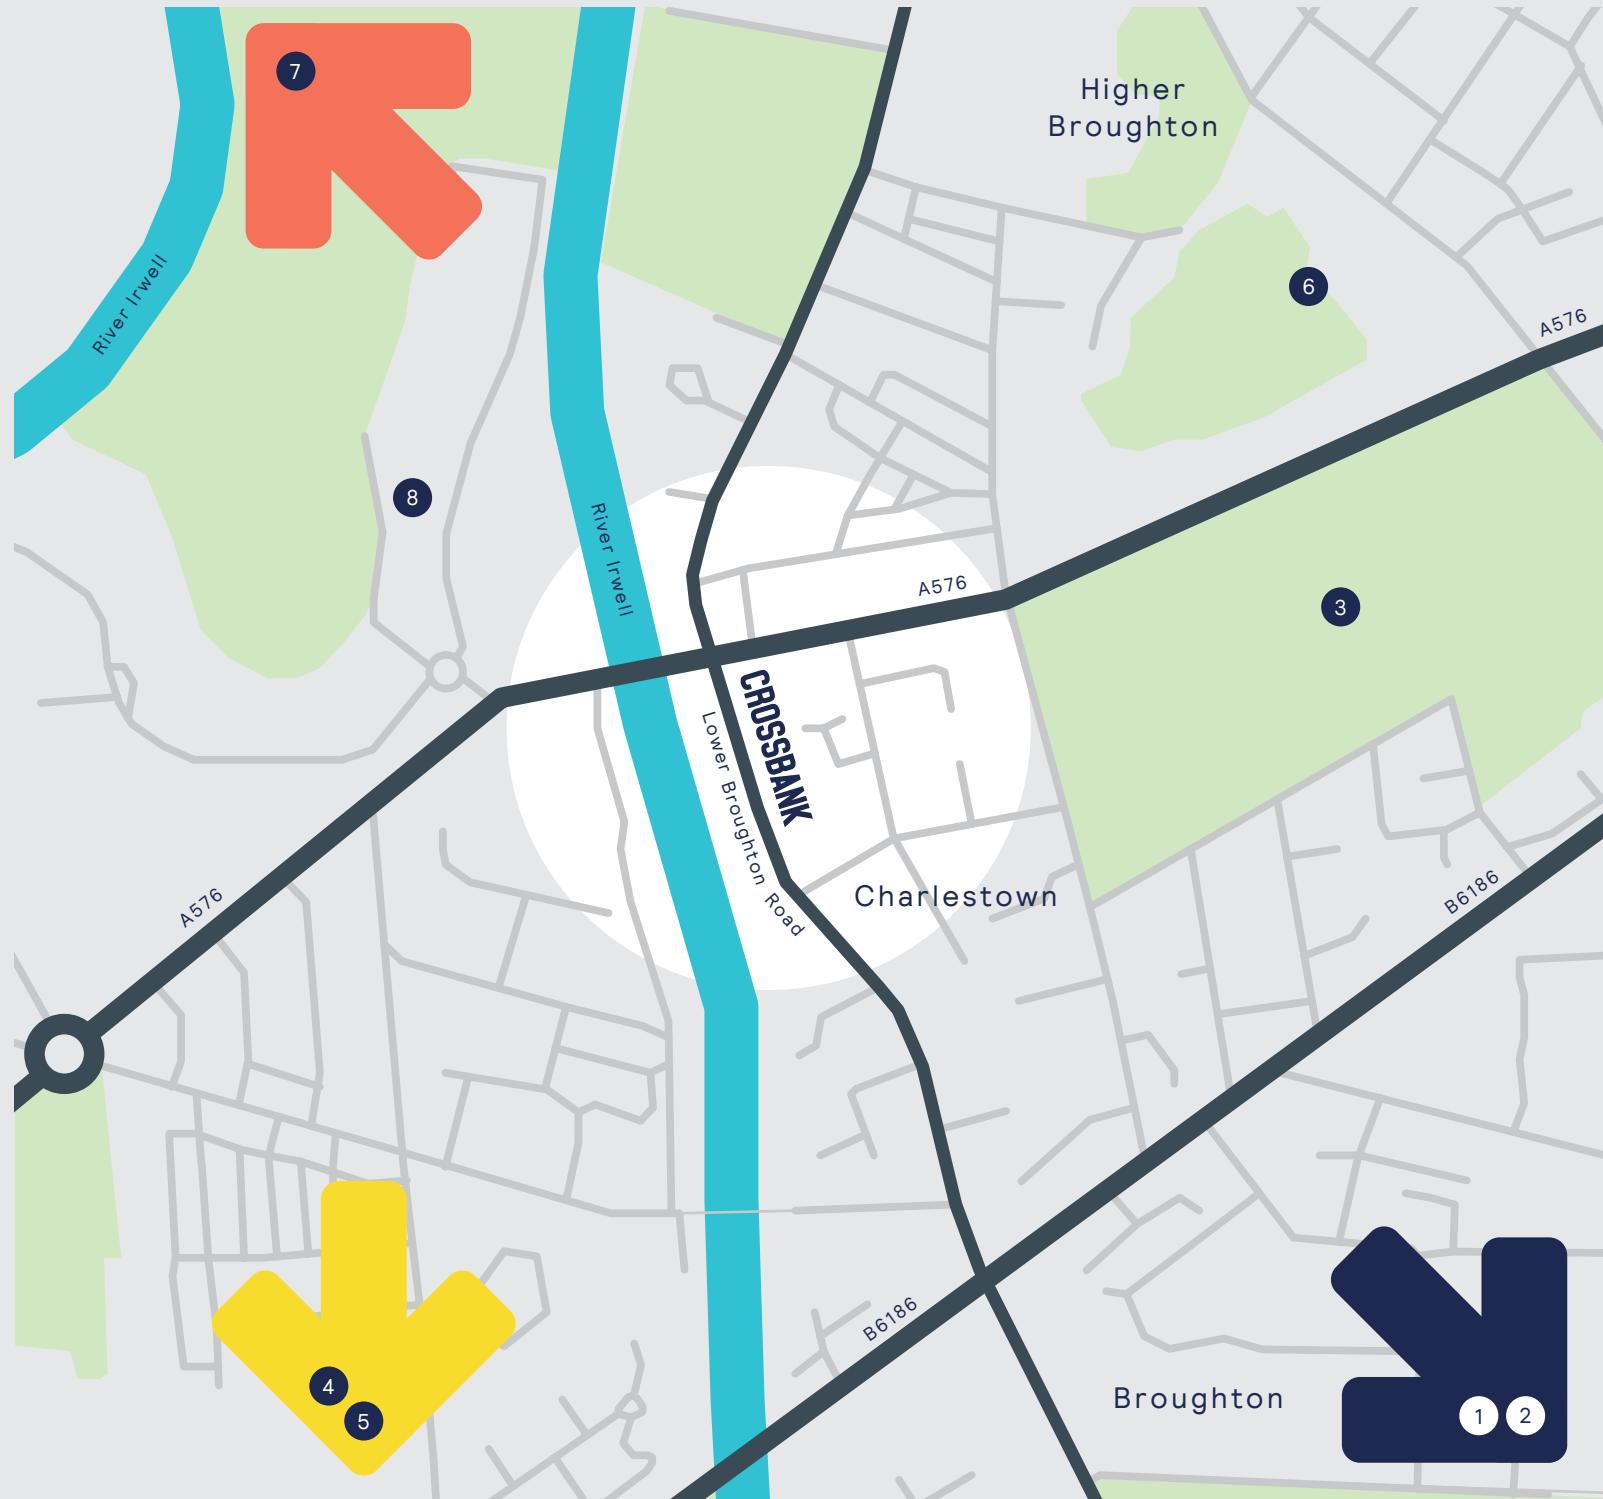 7
Higher
Broughton
River Irwell
6
A576
8
River Irwell
A576
3
CROSSBANK
Lower Broughton Road
Charlestown
A576
B6186
B6186
4
5
Broughton
1
2